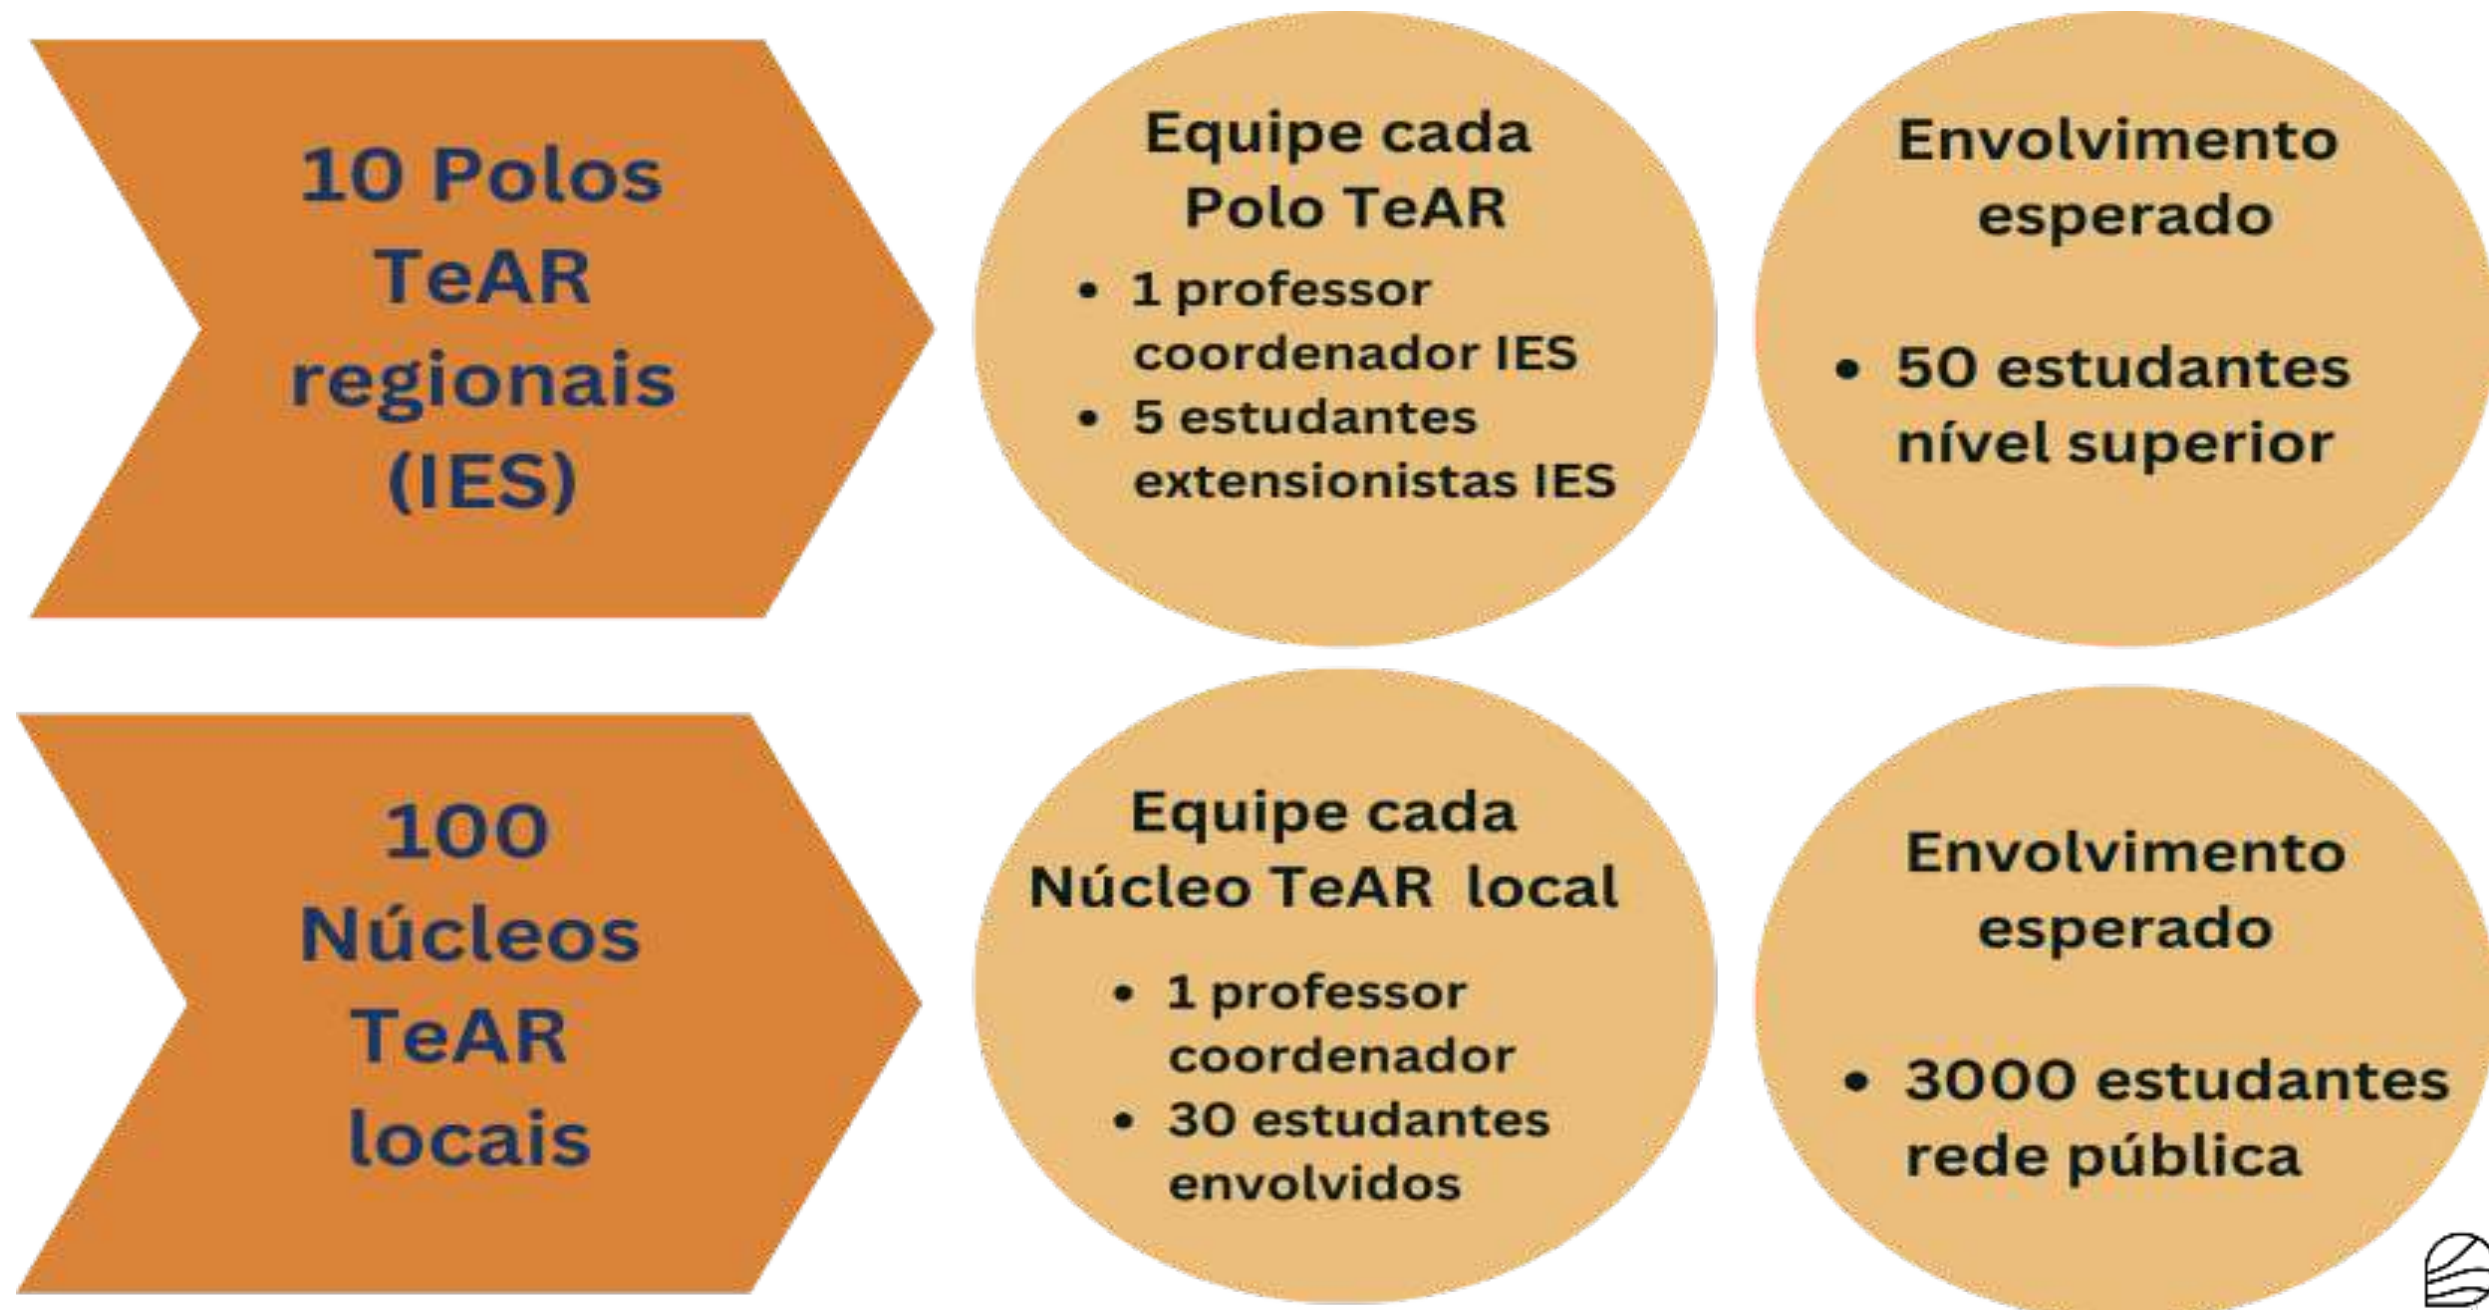 10 Polos
TeAR
regionais
(IES)
Equipe cada
Polo TeAR
• 1 professor
coordenador IES
• 5 estudantes
extensionistas IES
Envolvimento
esperado
• 50 estudantes
nível superior
100
Núcleos
TeAR
locais
Equipe cada
Núcleo TeAR local
• 1 professor
coordenador
• 30 estudantes
envolvidos
Envolvimento
esperado
• 3000 estudantes
rede pública